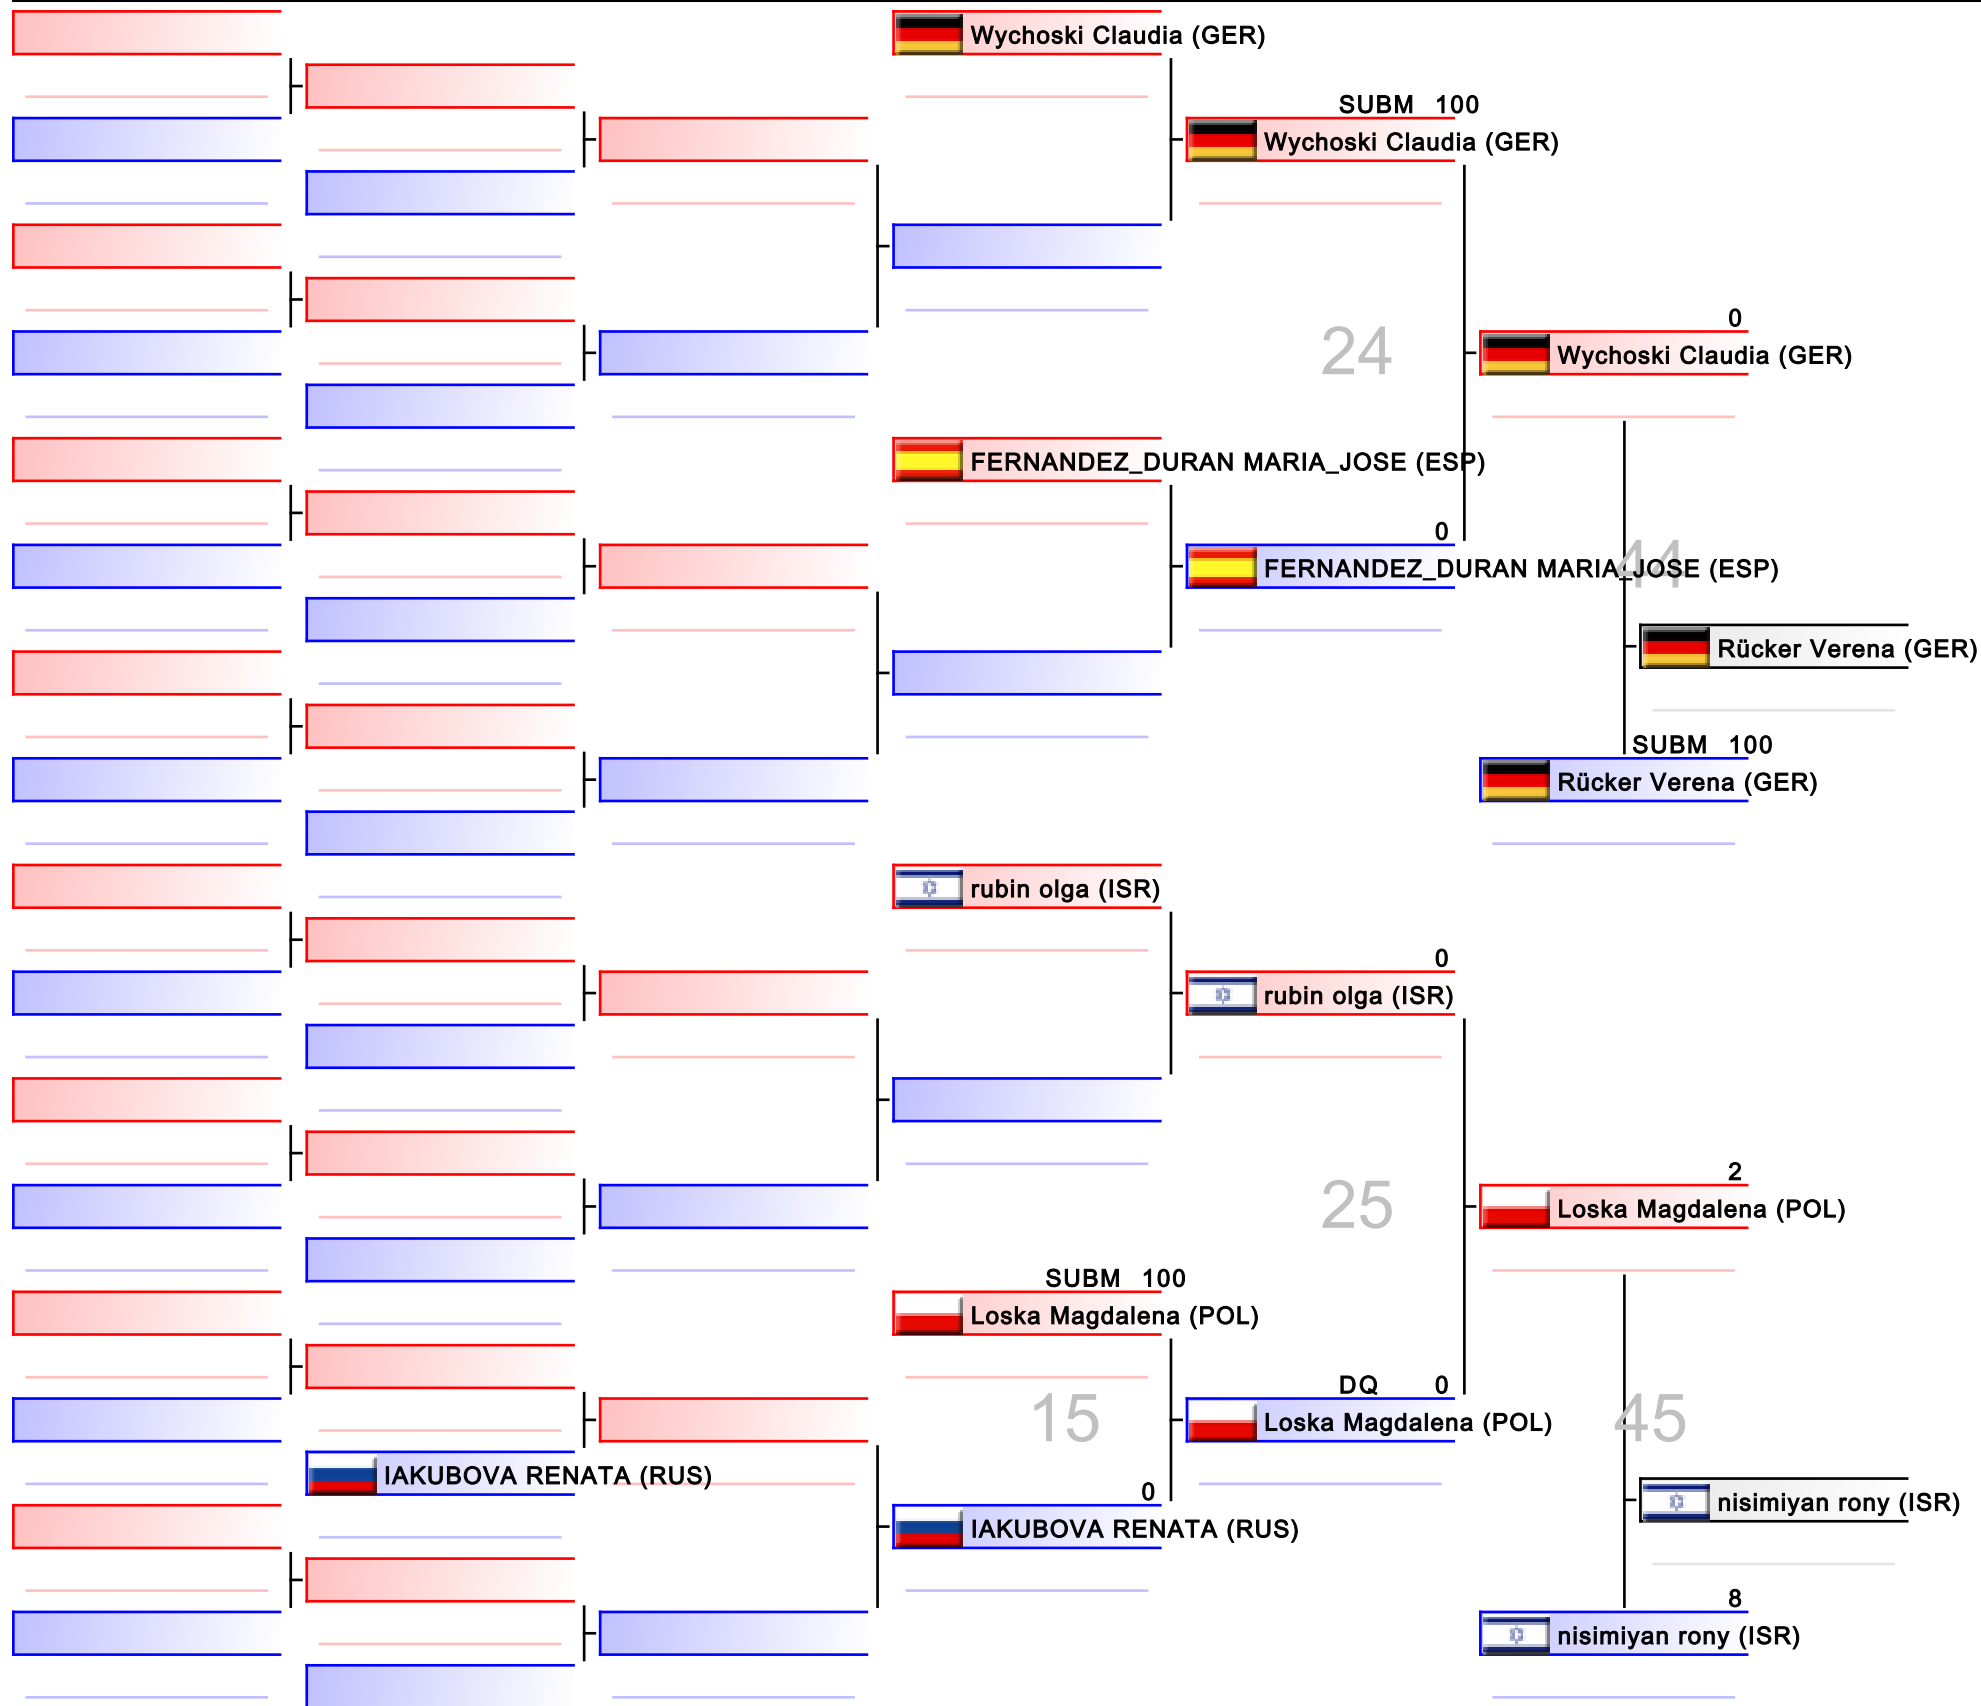 Wychoski Claudia (GER)
SUBM 100
Wychoski Claudia (GER)
24
0
Wychoski Claudia (GER)
FERNANDEZ_DURAN MARIA_JOSE (ESP)
0
FERNANDEZ_DURAN MARIA_JOSE (ESP)
44
Rücker Verena (GER)
SUBM 100
Rücker Verena (GER)
rubin olga (ISR)
0
rubin olga (ISR)
25
2
Loska Magdalena (POL)
SUBM 100
Loska Magdalena (POL)
15
DQ 0
Loska Magdalena (POL)
45
IAKUBOVA RENATA (RUS)
0
IAKUBOVA RENATA (RUS)
nisimiyan rony (ISR)
8
nisimiyan rony (ISR)